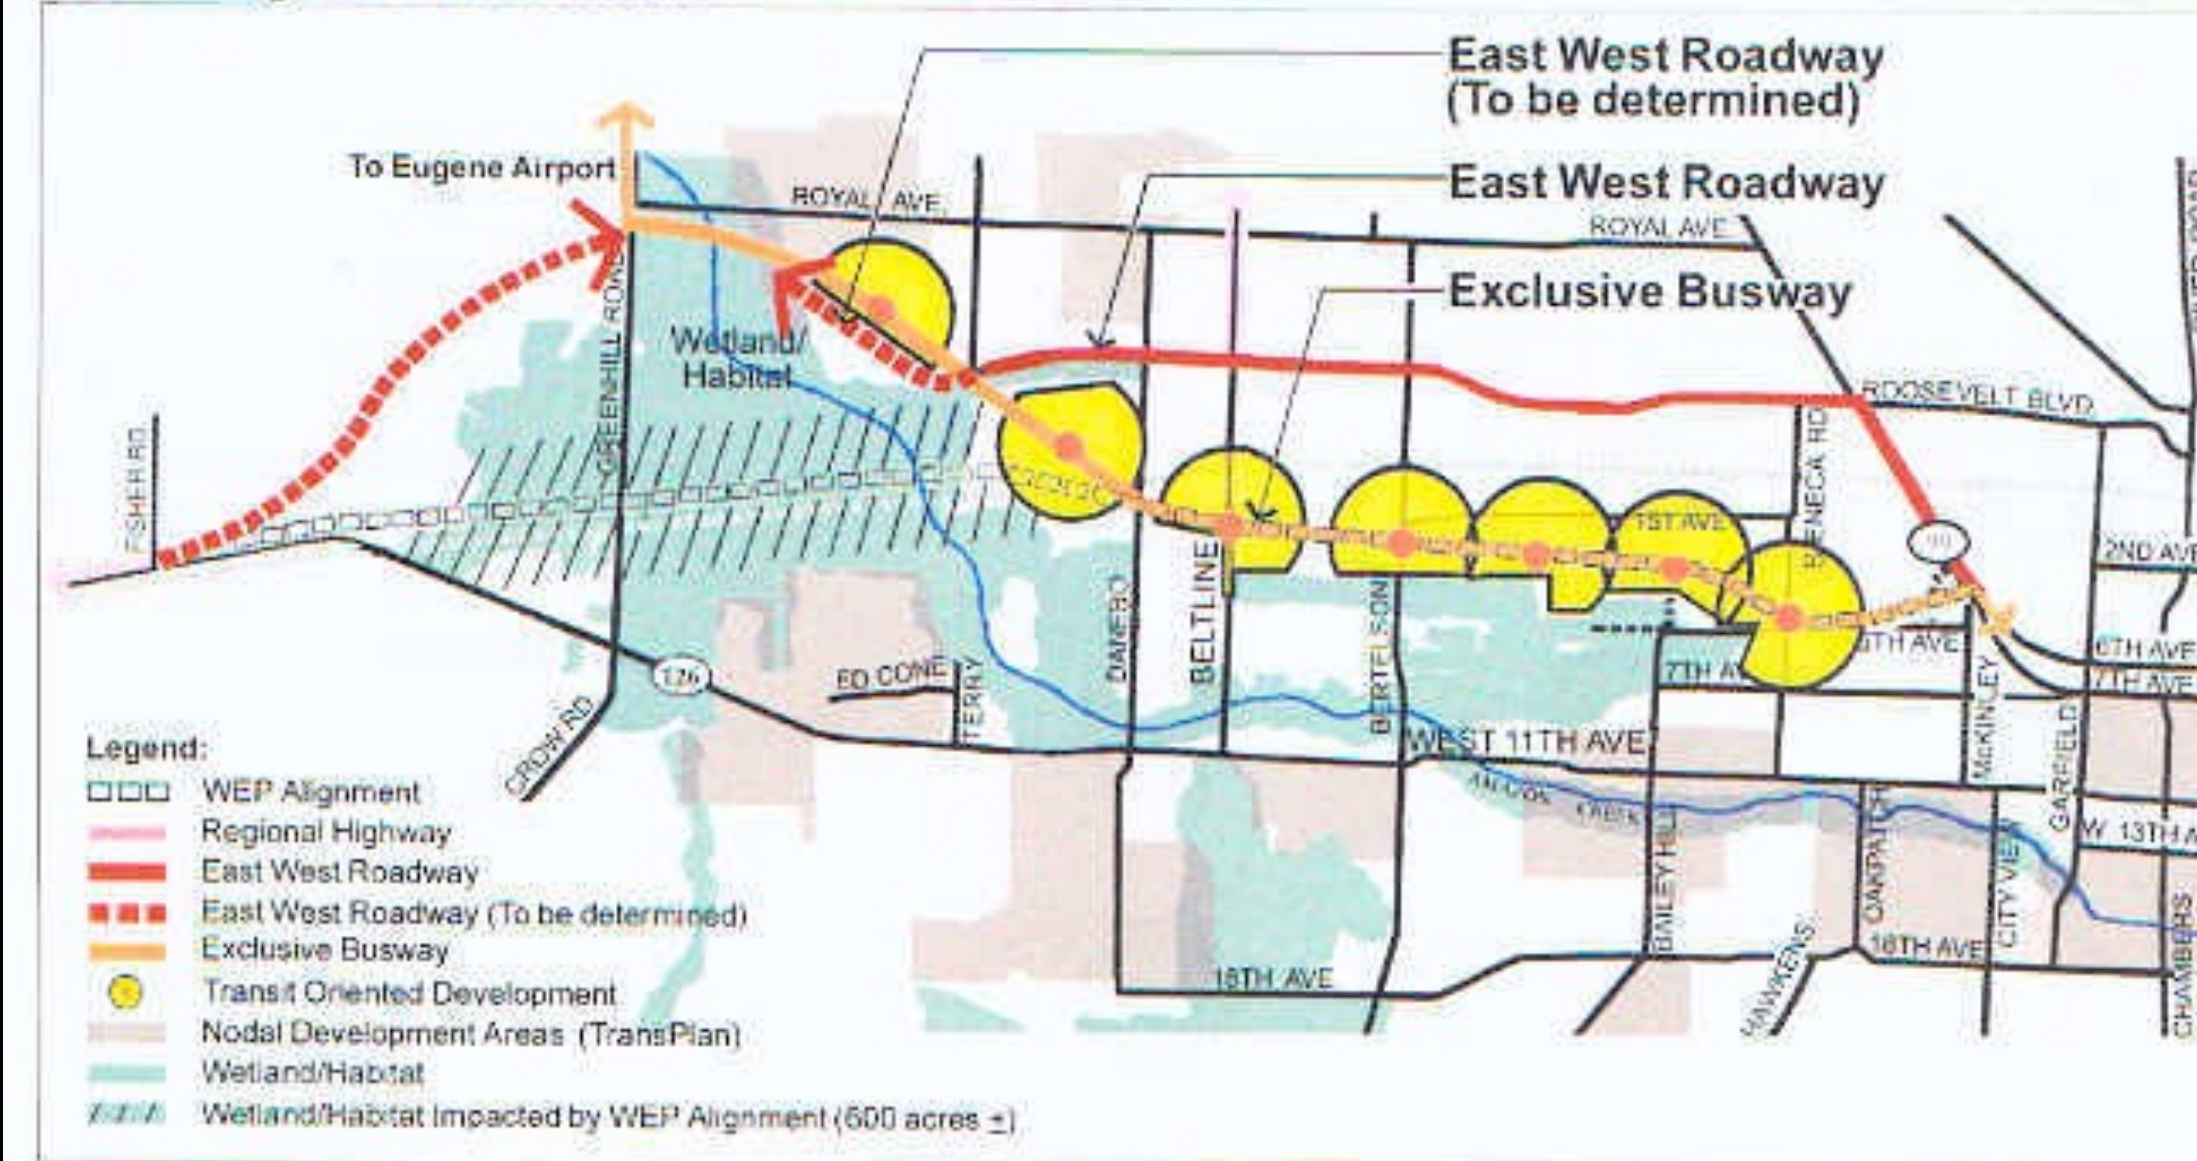 East West Roadway
(To be determined)
To Eugene Airport
ROYAL AVE.
East West Roadway
ROYAL AVE
Exclusive Busway
GREENHILL ROAD
Wetland/
Habitat
ROOSEVELT BLVD
FISHER RD.
SENECA RD
1ST AVE
2ND AVE
DANEBO
BELTLINE
BERTELSON
126
ED CONE
TERRY
5TH AVE
7TH AV
6TH AVE
7TH AVE
McKINLEY
GARFIELD
CROW RD
WEST 11TH AVE
AMAZON CREEK
W 13TH A
BAILEY HILL
OAKPATCH
CITY VIEW
CHAMBERS
HAWKENS
18TH AVE
18TH AVE
Legend:
WEP Alignment
Regional Highway
East West Roadway
East West Roadway (To be determined)
Exclusive Busway
Transit Oriented Development
Nodal Development Areas (TransPlan)
Wetland/Habitat
Wetland/Habitat Impacted by WEP Alignment (600 acres ±)